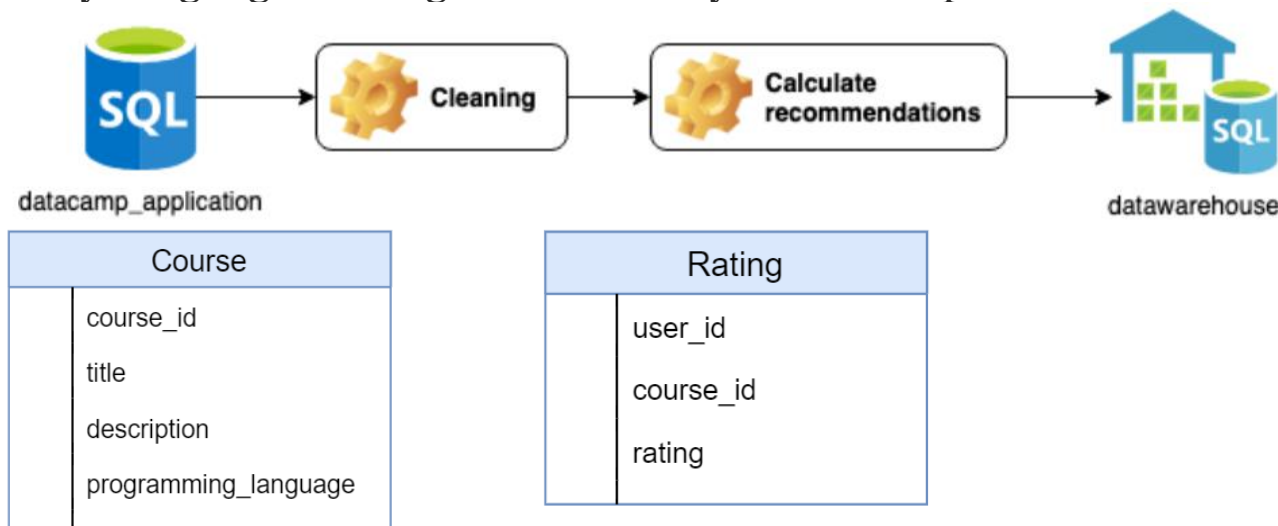 SQL
Cleaning
Calculate
recommendations
SQL
datacamp_application
datawarehouse
Course
course_id
title
description
programming_language
Rating
user_id
course_id
rating